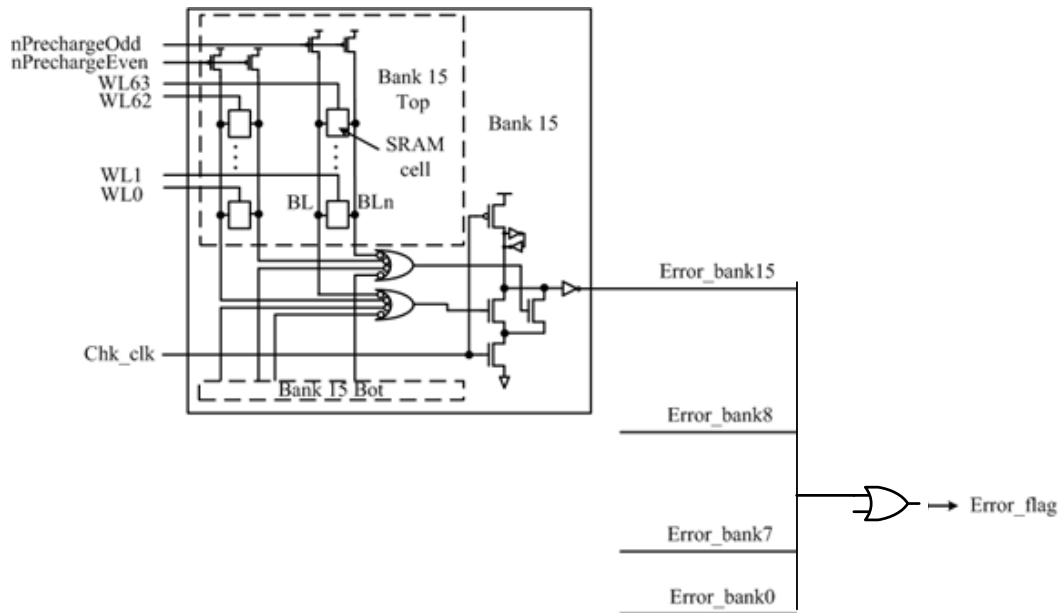 nPrechargeOdd
nPrechargeEven
WL63
WL62
Bank 15
Top
Bank 15
SRAM
cell
WL1
WL0
BL
BLn
Error_bank15
Chk_clk
Bank 15 Bot
Error_bank8
Error_flag
Error_bank7
Error_bank0